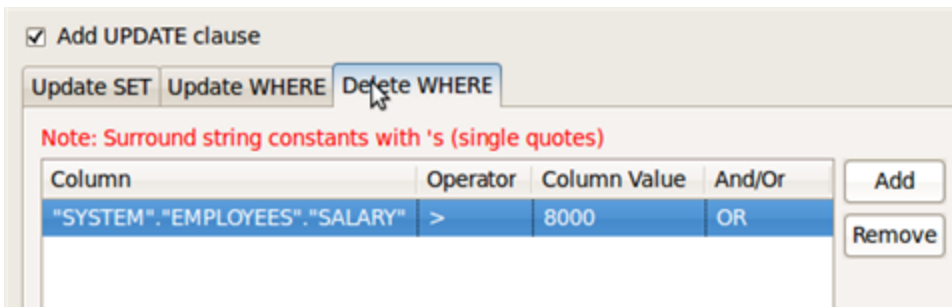 Add UPDATE clause
Update SET Update WHERE Delete WHERE
Note: Surround string constants with 's (single quotes)
Column Operator Column Value And/Or
"SYSTEM"."EMPLOYEES"."SALARY" > 8000 OR
Add
Remove